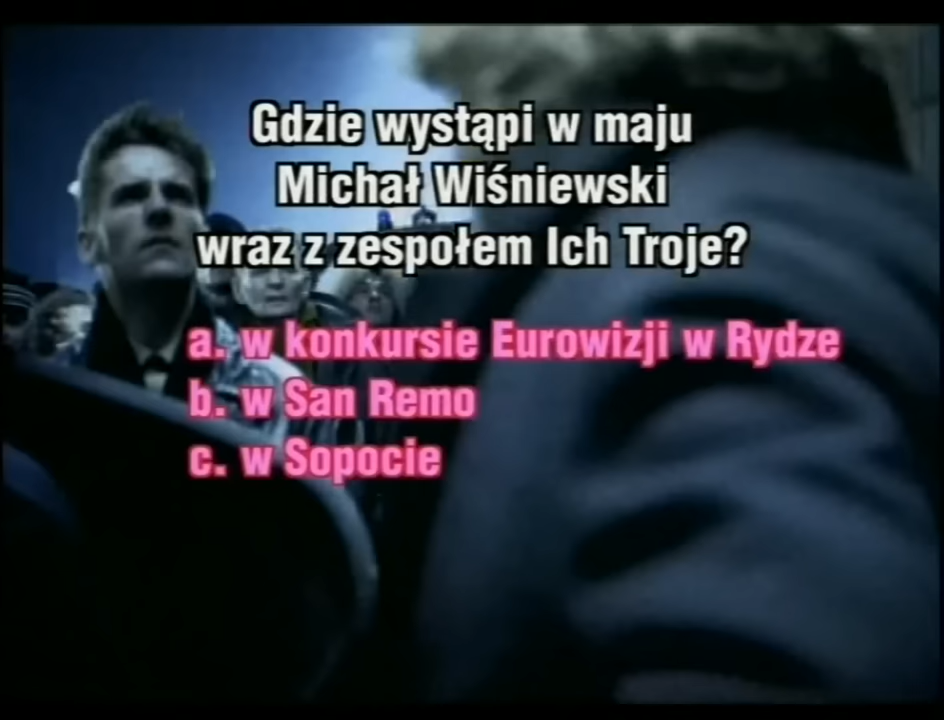 Gdzie wystąpi w maju
Michał Wiśniewski
wraz z zespołem Ich Troje?
a. w konkursie Eurowizji w Rydze
b. w San Remo
c. w Sopocie